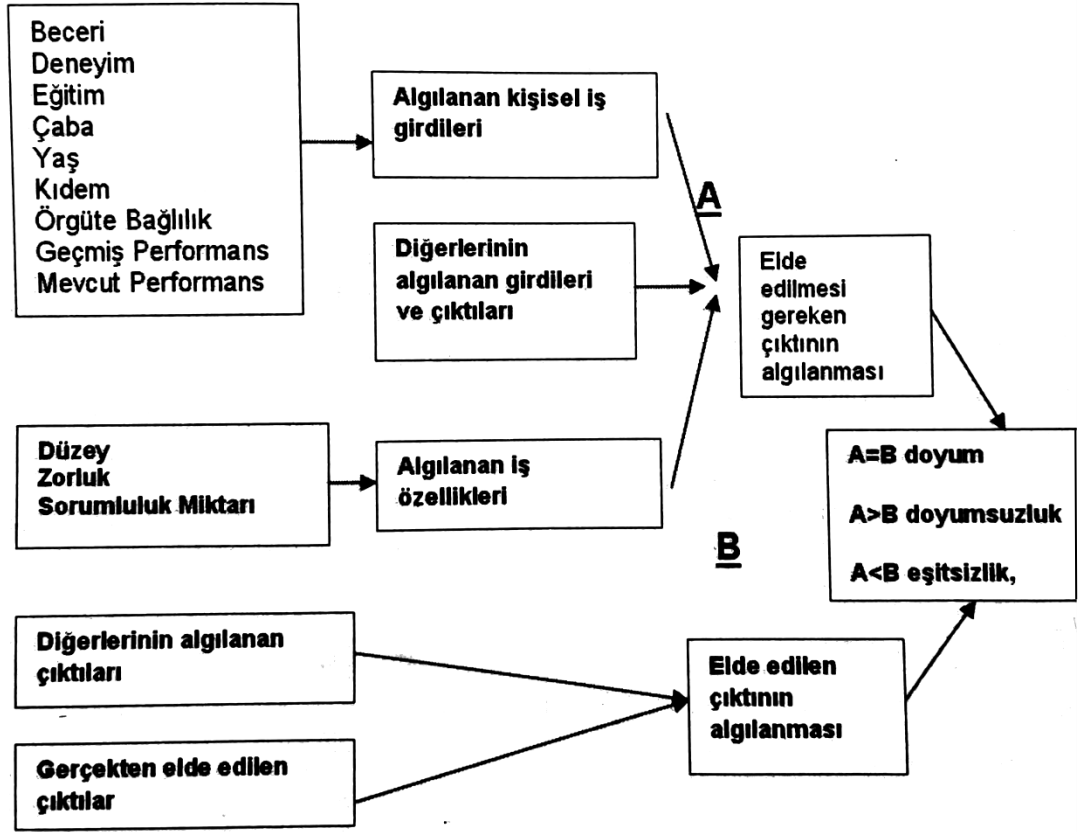 Beceri
Deneyim
Eğitim
Çaba
Yaş
Kıdem
Örgüte Bağlılık
Geçmiş Performans
Mevcut Performans
Algılanan kişisel iş
girdileri
A
Diğerlerinin
algılanan girdileri
ve çıktıları
Elde
edilmesi
gereken
çıktının
algılanması
Düzey
Zorluk
Sorumluluk Miktarı
Algılanan iş
özellikleri
A=B doyum
A>B doyumsuzluk
A<B eşitsizlik,
B
Diğerlerinin algılanan
çıktıları
Elde edilen
çıktının
algılanması
Gerçekten elde edilen
çıktılar